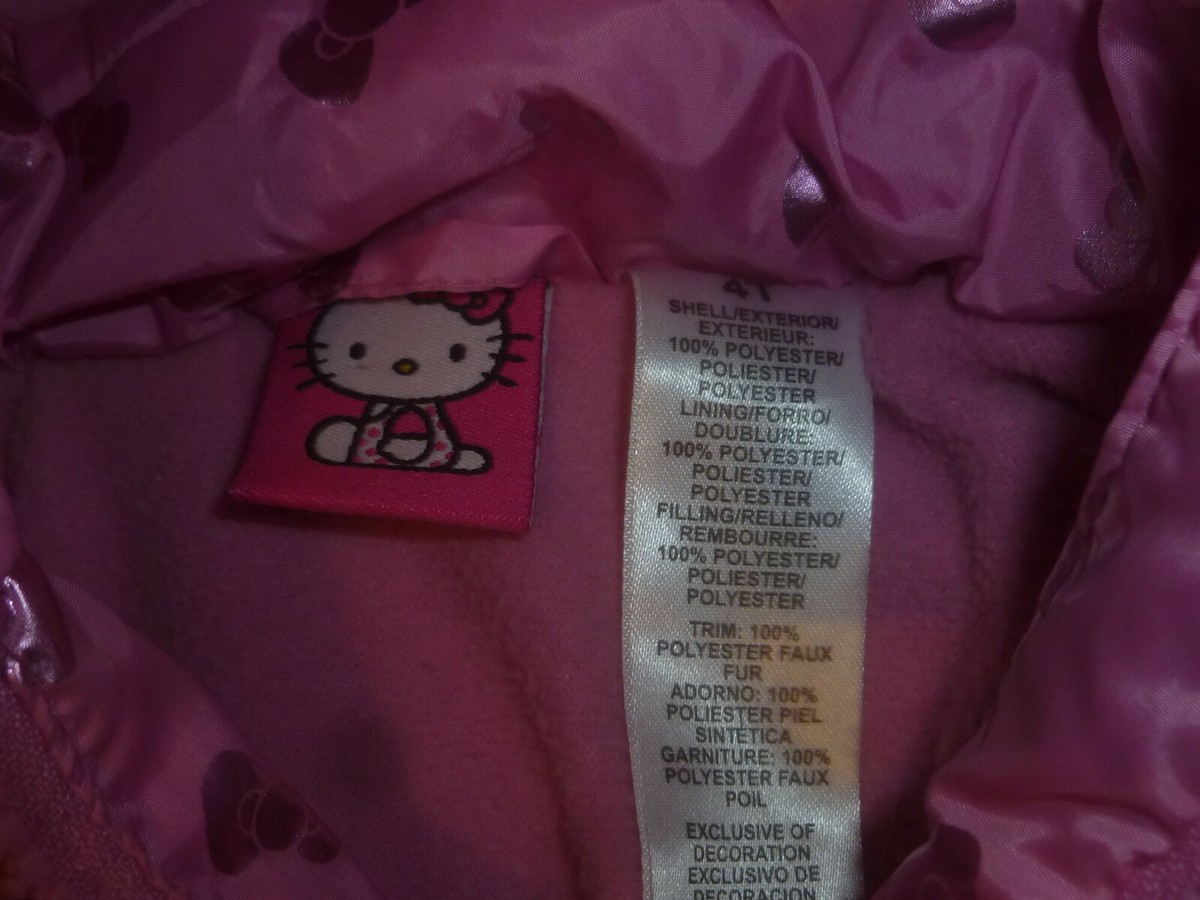 4T
SHELL/EXTERIOR/
EXTERIEUR:
100% POLYESTER/
POLIESTER/
POLYESTER
LINING/FORRO/
DOUBLURE:
100% POLYESTER/
POLIESTER/
POLYESTER
FILLING/RELLENO/
REMBOURRE:
100% POLYESTER/
POLIESTER/
POLYESTER
TRIM: 100%
POLYESTER FAUX
FUR
ADORNO: 100%
POLIESTER PIEL
SINTETICA
GARNITURE: 100%
POLYESTER FAUX
POIL
EXCLUSIVE OF
DECORATION
EXCLUSIVO DE
DECORACION